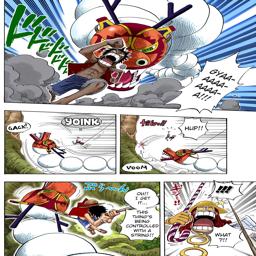 GYAA-
AAAA-
AAAA-
A!!!!
GACK!
YOINK
HUP!!
VOOM
OH!!
I GET
IT...
THIS
THING'S
BEING
CONTROLLED
WITH A
STRING!!
WHAT
?!!